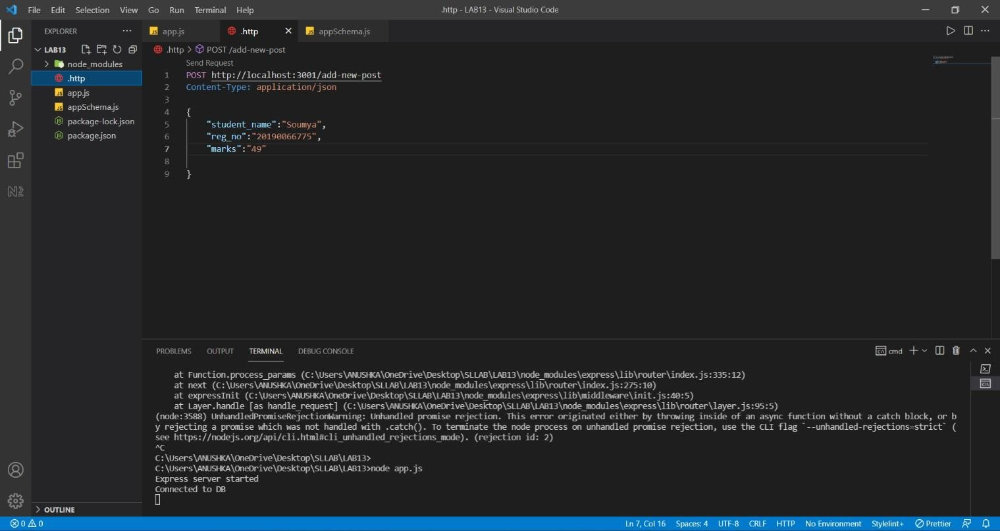 File Edit Selection View Go Run Terminal Help
.http - LAB13 - Visual Studio Code
EXPLORER
LAB13
node_modules
.http
app.js
appSchema.js
package-lock.json
package.json
OUTLINE
app.js
.http
appSchema.js
.http > POST /add-new-post
Send Request
1 POST http://localhost:3001/add-new-post
2 Content-Type: application/json
3
4 {
5 "student_name":"Soumya",
6 "reg_no":"20190066775",
7 "marks":"49"
8
9 }
PROBLEMS OUTPUT TERMINAL DEBUG CONSOLE
cmd
at Function.process_params (C:\Users\ANUSHKA\OneDrive\Desktop\SLLAB\LAB13\node_modules\express\lib\router\index.js:335:12)
at next (C:\Users\ANUSHKA\OneDrive\Desktop\SLLAB\LAB13\node_modules\express\lib\router\index.js:275:10)
at expressInit (C:\Users\ANUSHKA\OneDrive\Desktop\SLLAB\LAB13\node_modules\express\lib\middleware\init.js:40:5)
at Layer.handle [as handle_request] (C:\Users\ANUSHKA\OneDrive\Desktop\SLLAB\LAB13\node_modules\express\lib\router\layer.js:95:5)
(node:3588) UnhandledPromiseRejectionWarning: Unhandled promise rejection. This error originated either by throwing inside of an async function without a catch block, or b
y rejecting a promise which was not handled with .catch(). To terminate the node process on unhandled promise rejection, use the CLI flag `--unhandled-rejections=strict` (
see https://nodejs.org/api/cli.html#cli_unhandled_rejections_mode). (rejection id: 2)
^C
C:\Users\ANUSHKA\OneDrive\Desktop\SLLAB\LAB13>
C:\Users\ANUSHKA\OneDrive\Desktop\SLLAB\LAB13>node app.js
Express server started
Connected to DB
0 0
Ln 7, Col 16 Spaces: 4 UTF-8 CRLF HTTP No Environment Stylelint+ Prettier